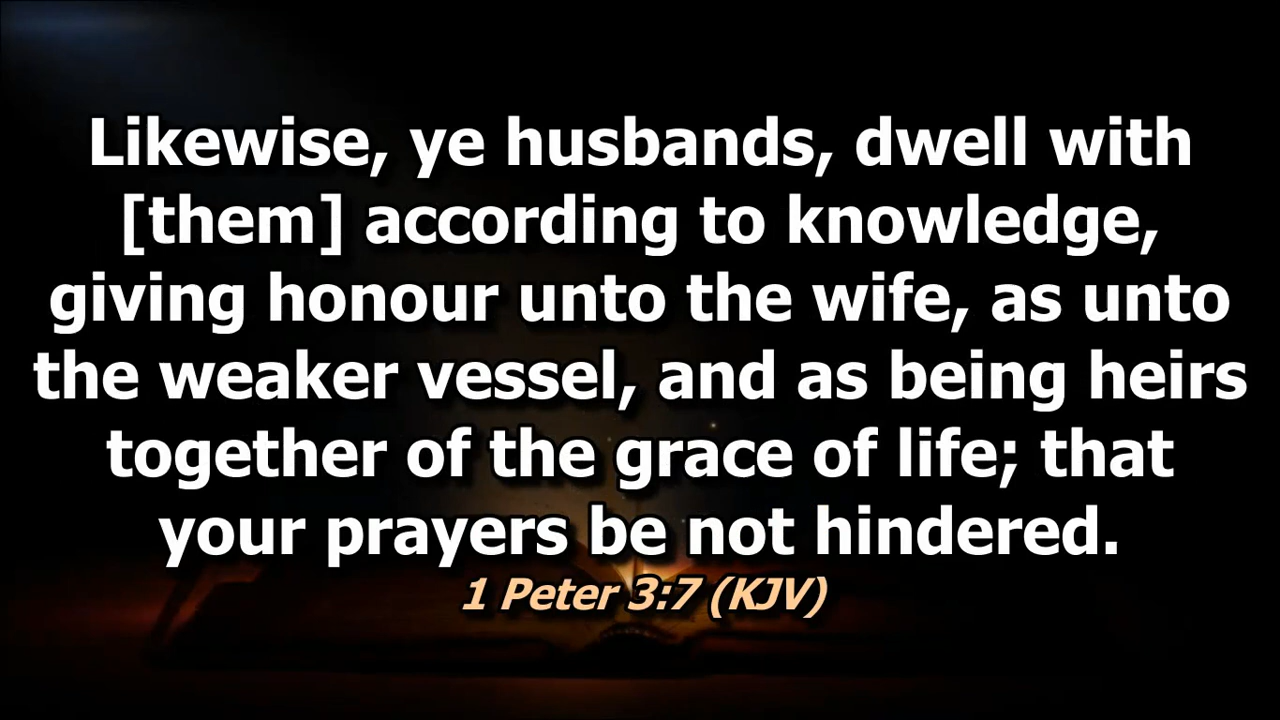 Likewise, ye husbands, dwell with
[them] according to knowledge,
giving honour unto the wife, as unto
the weaker vessel, and as being heirs
together of the grace of life; that
your prayers be not hindered.
1 Peter 3:7 (KJV)